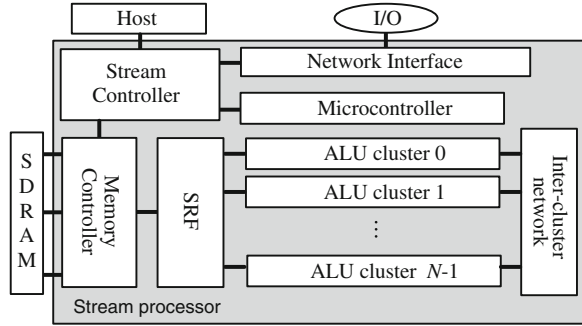 Host
I/O
Stream
Controller
Network Interface
Microcontroller
SDRAM
Memory
Controller
SRF
ALU cluster 0
ALU cluster 1
⋮
ALU cluster N-1
Inter-cluster
network
Stream processor